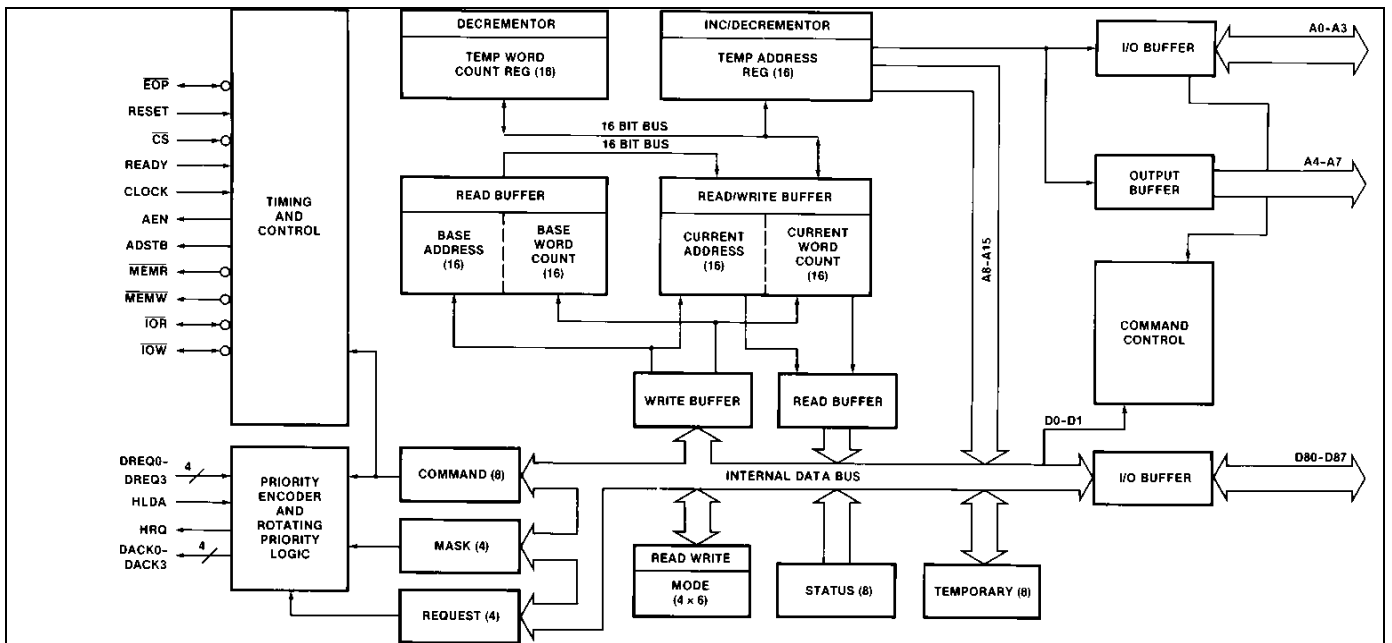 DECREMENTOR
TEMP WORD
COUNT REG (16)
INC/DECREMENTOR
TEMP ADDRESS
REG (16)
I/O BUFFER
A0-A3
EOP
RESET
CS
READY
CLOCK
AEN
ADSTB
MEMR
MEMW
IOR
IOW
TIMING
AND
CONTROL
16 BIT BUS
16 BIT BUS
READ BUFFER
BASE
ADDRESS
(16)
BASE
WORD
COUNT
(16)
READ/WRITE BUFFER
CURRENT
ADDRESS
(16)
CURRENT
WORD
COUNT
(16)
A8-A15
OUTPUT
BUFFER
A4-A7
COMMAND
CONTROL
WRITE BUFFER
READ BUFFER
D0-D1
DREQ0-
DREQ3
4
HLDA
HRQ
DACK0-
DACK3
4
PRIORITY
ENCODER
AND
ROTATING
PRIORITY
LOGIC
COMMAND (8)
MASK (4)
REQUEST (4)
INTERNAL DATA BUS
I/O BUFFER
D80-D87
READ WRITE
MODE
(4 × 6)
STATUS (8)
TEMPORARY (8)